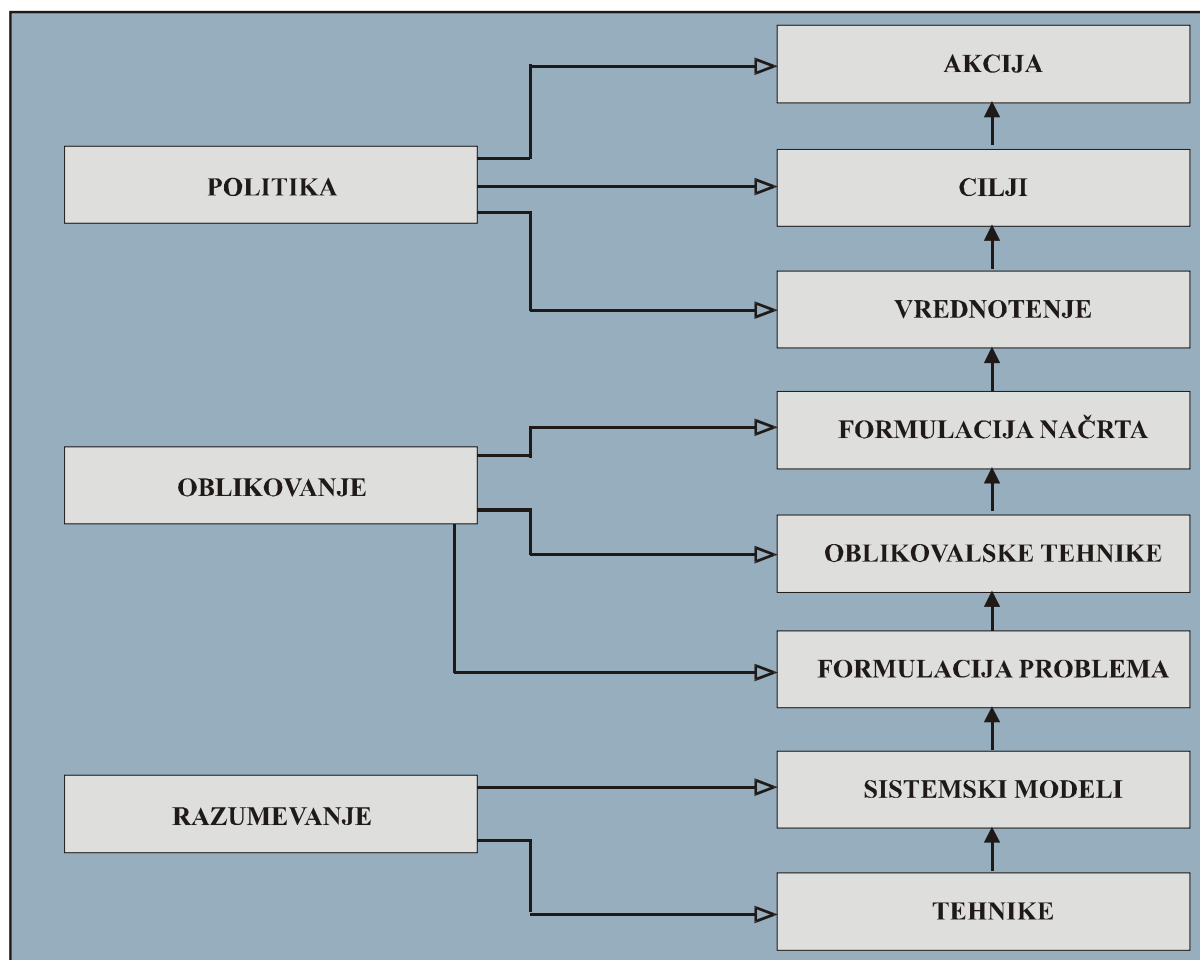 AKCIJA
POLITIKA
CILJI
VREDNOTENJE
FORMULACIJA NAČRTA
OBLIKOVANJE
OBLIKOVALSKE TEHNIKE
FORMULACIJA PROBLEMA
SISTEMSKI MODELI
RAZUMEVANJE
TEHNIKE